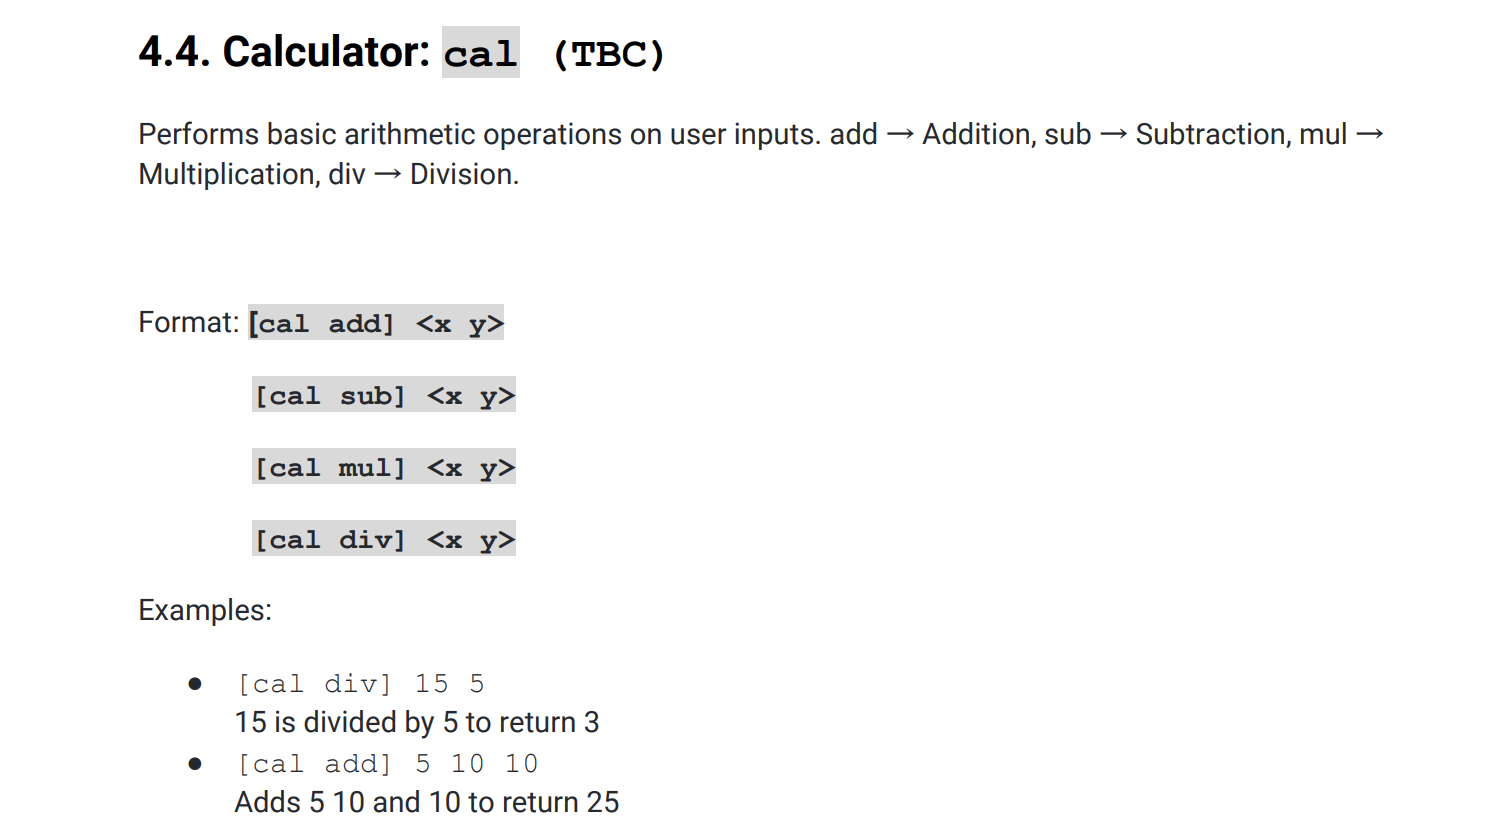 4.4. Calculator: cal (TBC)
Performs basic arithmetic operations on user inputs. add → Addition, sub → Subtraction, mul →
Multiplication, div → Division.
Format: [cal add] <x y>
[cal sub] <x y>
[cal mul] <x y>
[cal div] <x y>
Examples:
● [cal div] 15 5
15 is divided by 5 to return 3
● [cal add] 5 10 10
Adds 5 10 and 10 to return 25